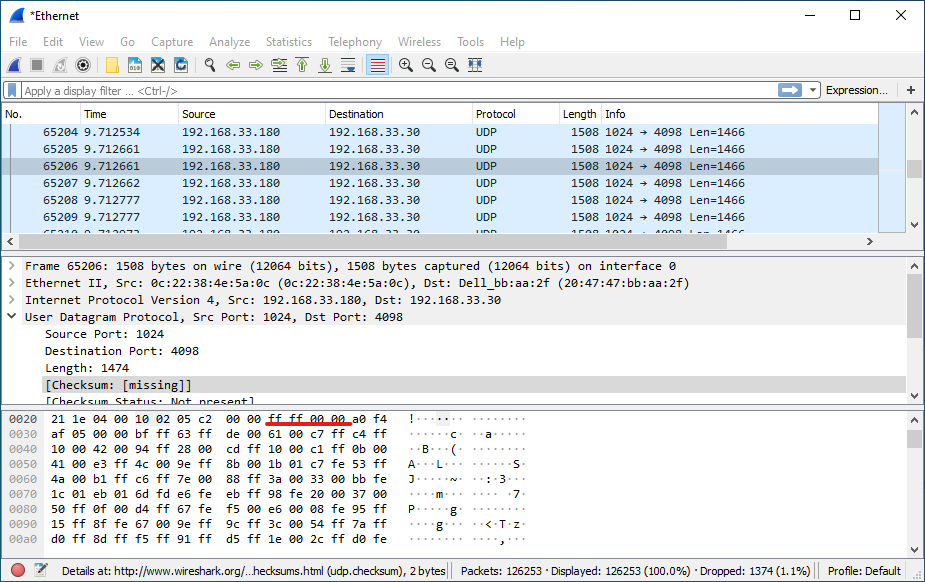 *Ethernet
File Edit View Go Capture Analyze Statistics Telephony Wireless Tools Help
Apply a display filter ... <Ctrl-/> Expression... +
No. Time Source Destination Protocol Length Info
65204 9.712534 192.168.33.180 192.168.33.30 UDP 1508 1024 → 4098 Len=1466
65205 9.712661 192.168.33.180 192.168.33.30 UDP 1508 1024 → 4098 Len=1466
65206 9.712661 192.168.33.180 192.168.33.30 UDP 1508 1024 → 4098 Len=1466
65207 9.712662 192.168.33.180 192.168.33.30 UDP 1508 1024 → 4098 Len=1466
65208 9.712777 192.168.33.180 192.168.33.30 UDP 1508 1024 → 4098 Len=1466
65209 9.712777 192.168.33.180 192.168.33.30 UDP 1508 1024 → 4098 Len=1466
Frame 65206: 1508 bytes on wire (12064 bits), 1508 bytes captured (12064 bits) on interface 0
Ethernet II, Src: 0c:22:38:4e:5a:0c (0c:22:38:4e:5a:0c), Dst: Dell_bb:aa:2f (20:47:47:bb:aa:2f)
Internet Protocol Version 4, Src: 192.168.33.180, Dst: 192.168.33.30
User Datagram Protocol, Src Port: 1024, Dst Port: 4098
Source Port: 1024
Destination Port: 4098
Length: 1474
[Checksum: [missing]]
[Checksum Status: Not present]
0020 21 1e 04 00 10 02 05 c2 00 00 ff ff 00 00 a0 f4 !······· ········
0030 af 05 00 00 bf ff 63 ff de 00 61 00 c7 ff c4 ff ······c· ··a·····
0040 10 00 42 00 94 ff 28 00 cd ff 10 00 c1 ff 0b 00 ··B···(· ········
0050 41 00 e3 ff 4c 00 9e ff 8b 00 1b 01 c7 fe 53 ff A···L··· ······S·
0060 4a 00 b1 ff c6 ff 7e 00 88 ff 3a 00 33 00 bb fe J·····~· ··:·3···
0070 1c 01 eb 01 6d fd e6 fe eb ff 98 fe 20 00 37 00 ····m··· ···· ·7·
0080 50 ff 0f 00 d4 ff 67 fe f5 00 e6 00 08 fe 95 ff P·····g· ········
0090 15 ff 8f fe 67 00 9e ff 9c ff 3c 00 54 ff 7a ff ····g··· ··<·T·z·
00a0 d0 ff 8d ff f5 ff 91 ff d5 ff 1e 00 2c ff d0 fe ········ ····,···
Details at: http://www.wireshark.org/...hecksums.html (udp.checksum), 2 bytes Packets: 126253 · Displayed: 126253 (100.0%) · Dropped: 1374 (1.1%) Profile: Default